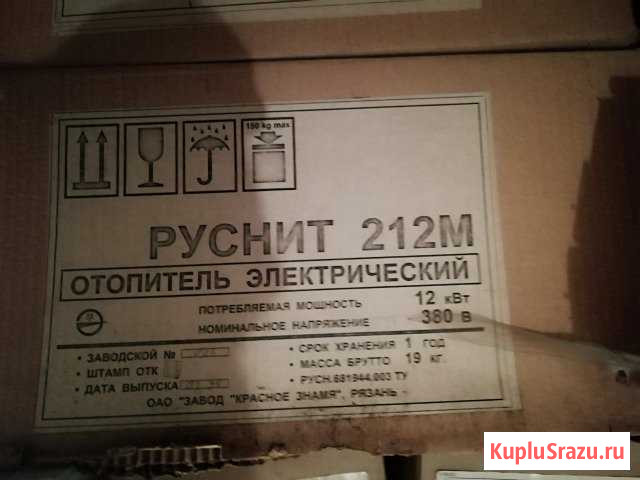 150 kg max
РУСНИТ 212М
ОТОПИТЕЛЬ ЭЛЕКТРИЧЕСКИЙ
ПОТРЕБЛЯЕМАЯ МОЩНОСТЬ 12 кВт
НОМИНАЛЬНОЕ НАПРЯЖЕНИЕ 380 В
• ЗАВОДСКОЙ №
• ШТАМП ОТК
• ДАТА ВЫПУСКА
• СРОК ХРАНЕНИЯ 1 ГОД
• МАССА БРУТТО 19 КГ.
• РУСН.681944.003 ТУ
ОАО "ЗАВОД "КРАСНОЕ ЗНАМЯ", РЯЗАНЬ
KupluSrazu.ru